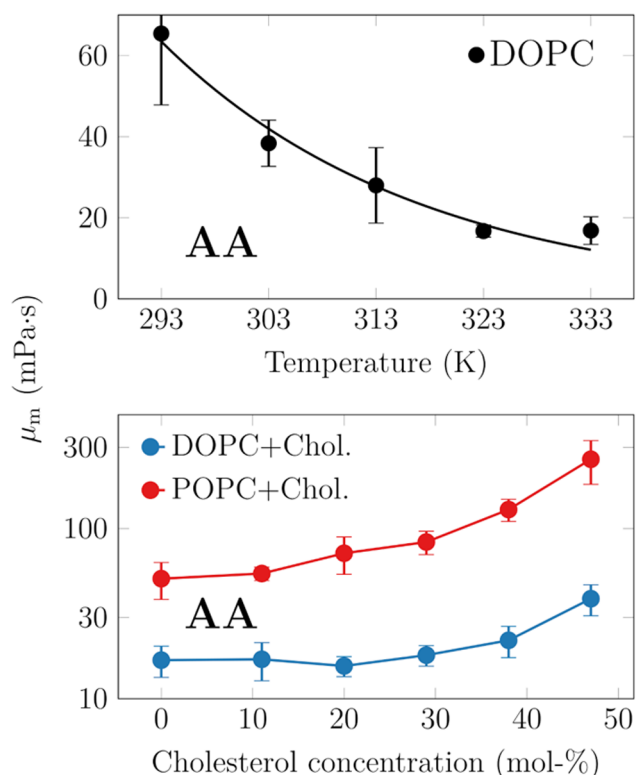 60
40
20
0
DOPC
AA
293 303 313 323 333
Temperature (K)
μm (mPa·s)
300
100
30
10
DOPC+Chol.
POPC+Chol.
AA
0 10 20 30 40 50
Cholesterol concentration (mol-%)